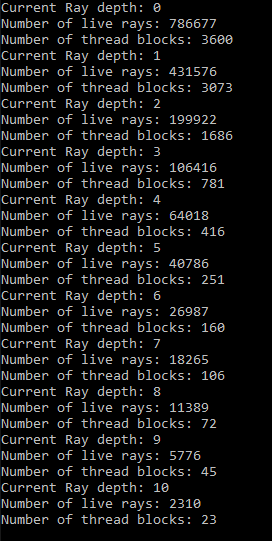 Current Ray depth: 0
Number of live rays: 786677
Number of thread blocks: 3600
Current Ray depth: 1
Number of live rays: 431576
Number of thread blocks: 3073
Current Ray depth: 2
Number of live rays: 199922
Number of thread blocks: 1686
Current Ray depth: 3
Number of live rays: 106416
Number of thread blocks: 781
Current Ray depth: 4
Number of live rays: 64018
Number of thread blocks: 416
Current Ray depth: 5
Number of live rays: 40786
Number of thread blocks: 251
Current Ray depth: 6
Number of live rays: 26987
Number of thread blocks: 160
Current Ray depth: 7
Number of live rays: 18265
Number of thread blocks: 106
Current Ray depth: 8
Number of live rays: 11389
Number of thread blocks: 72
Current Ray depth: 9
Number of live rays: 5776
Number of thread blocks: 45
Current Ray depth: 10
Number of live rays: 2310
Number of thread blocks: 23